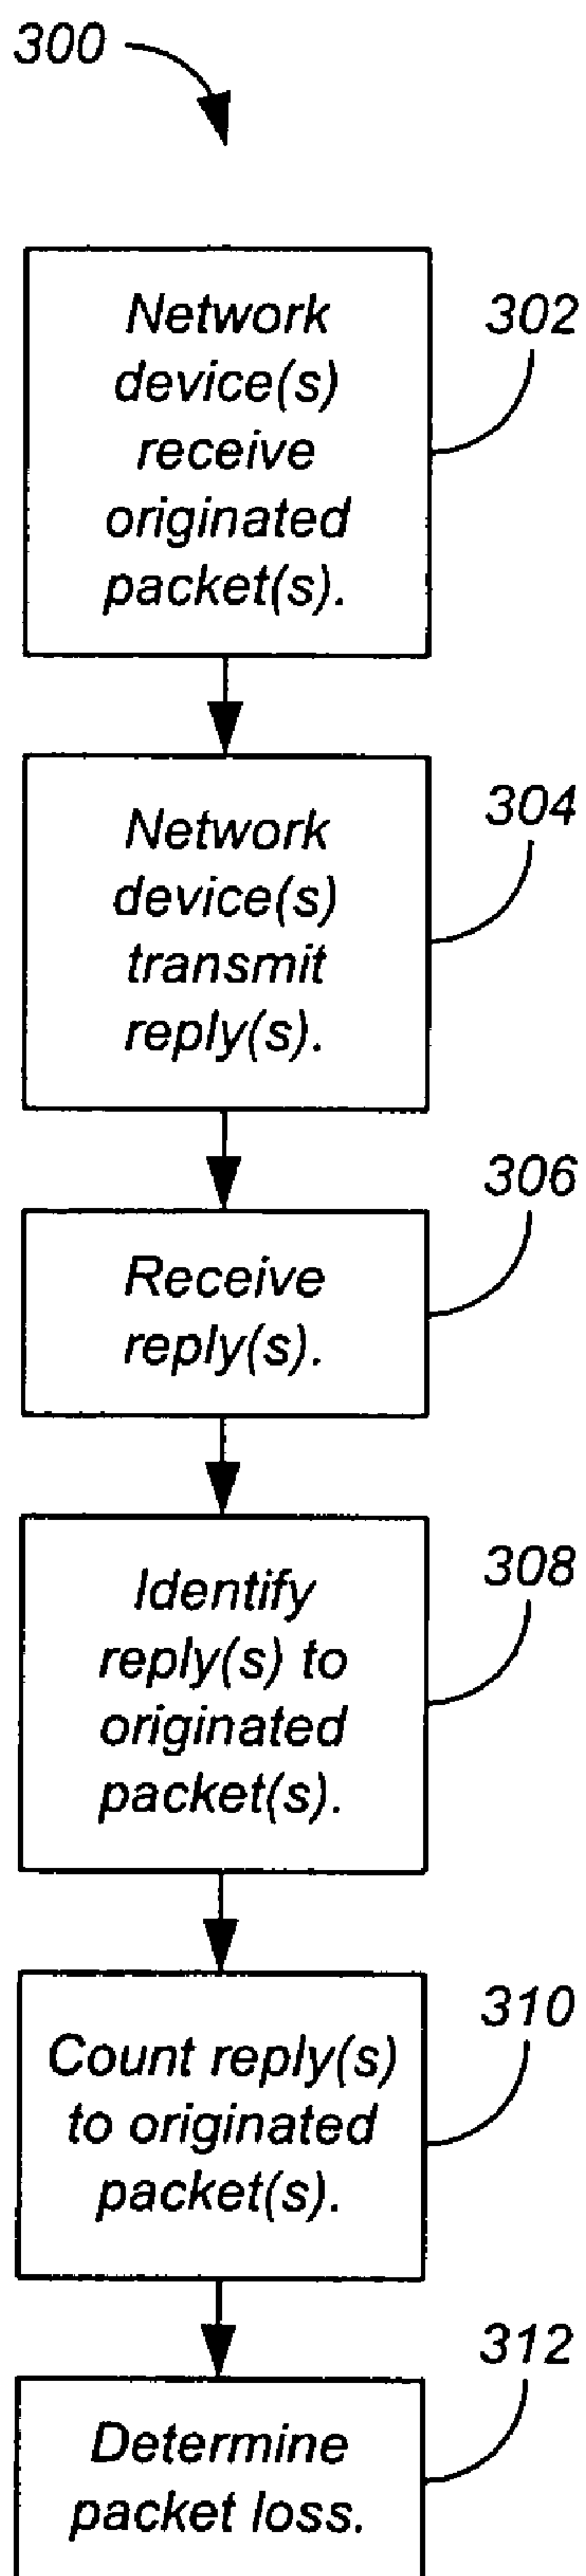 300
Network
device(s)
receive
originated
packet(s).
302
Network
device(s)
transmit
reply(s).
304
Receive
reply(s).
306
Identify
reply(s) to
originated
packet(s).
308
Count reply(s)
to originated
packet(s).
310
Determine
packet loss.
312